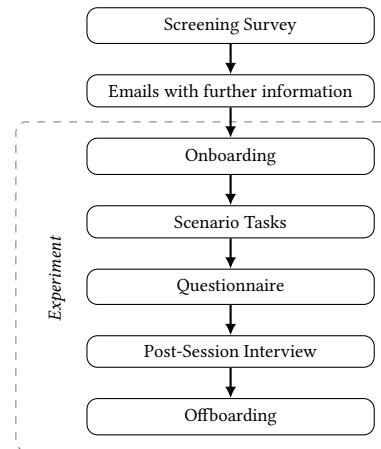 Screening Survey
Emails with further information
Onboarding
Scenario Tasks
Experiment
Questionnaire
Post-Session Interview
Offboarding